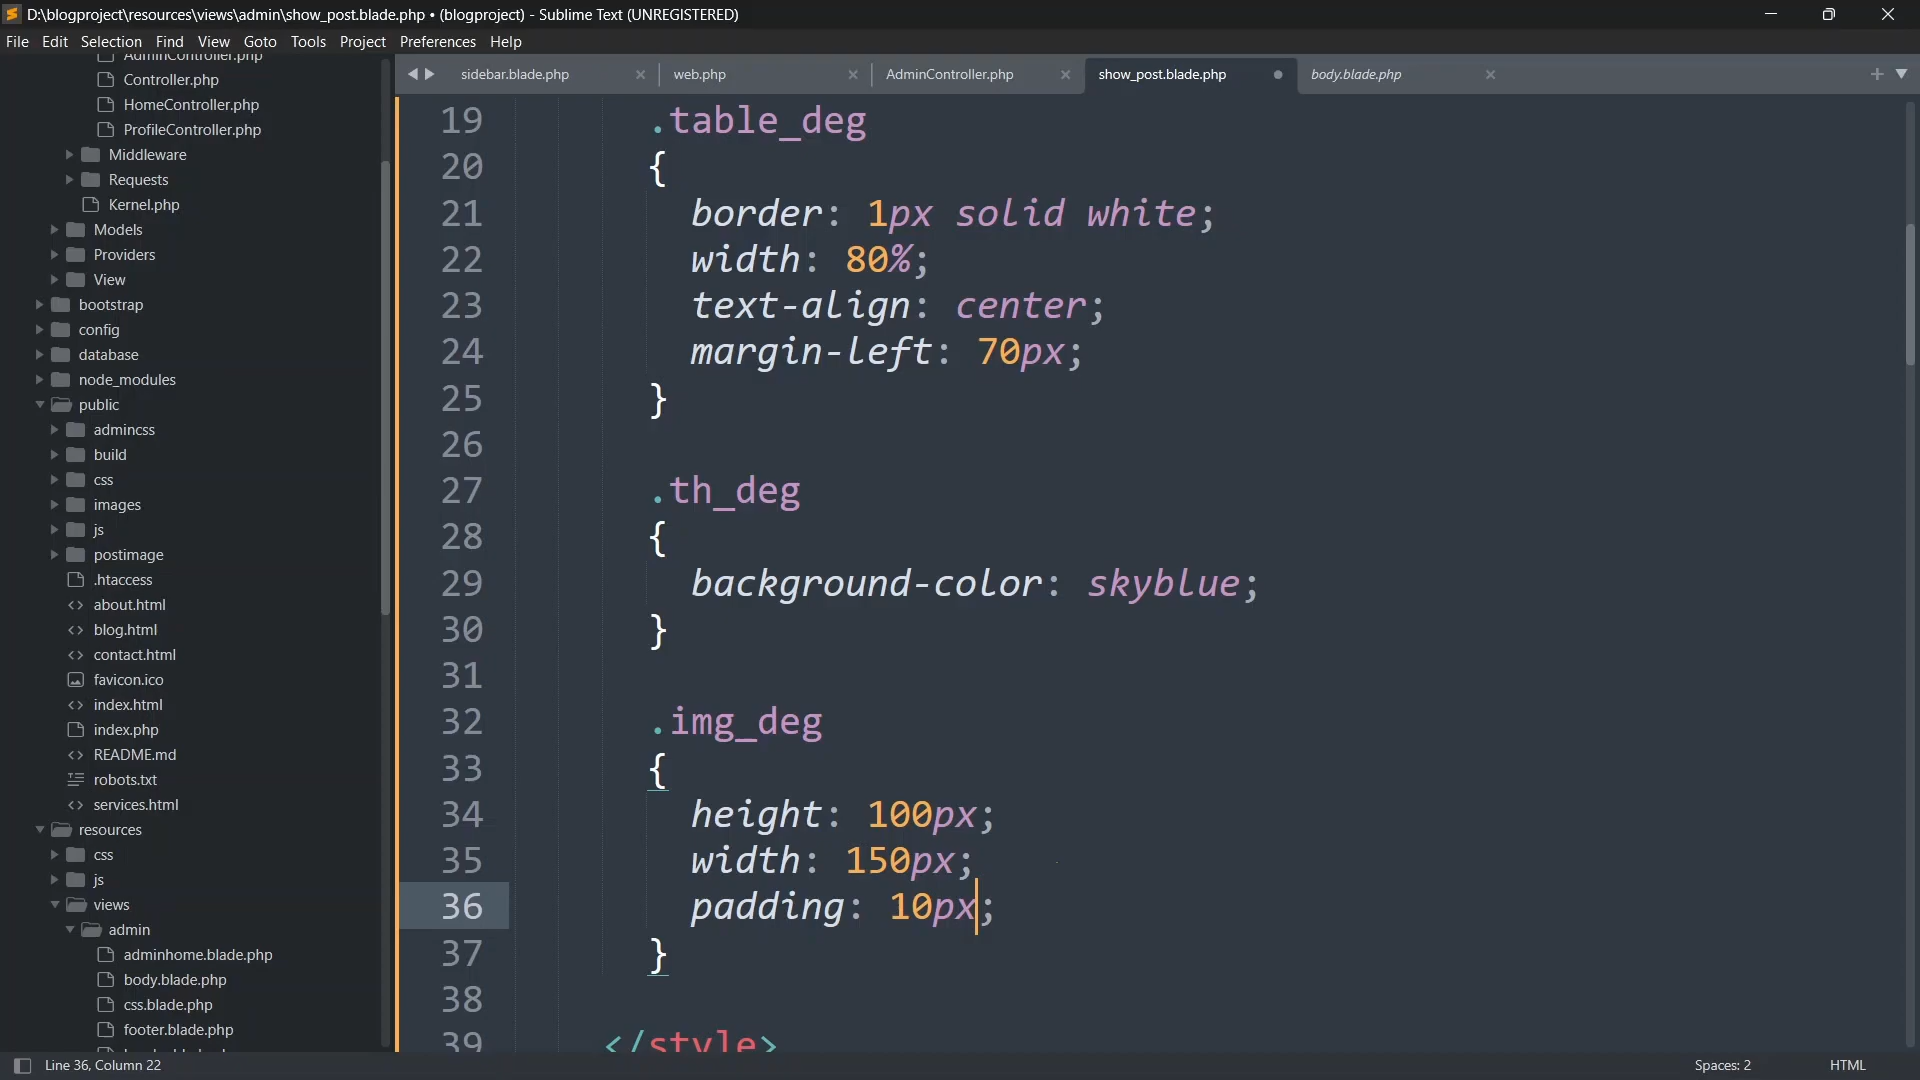 D:\blogproject\resources\views\admin\show_post.blade.php • (blogproject) - Sublime Text (UNREGISTERED)
File Edit Selection Find View Goto Tools Project Preferences Help
AdminController.php
Controller.php
HomeController.php
ProfileController.php
Middleware
Requests
Kernel.php
Models
Providers
View
bootstrap
config
database
node_modules
public
admincss
build
css
images
js
postimage
.htaccess
about.html
blog.html
contact.html
favicon.ico
index.html
index.php
README.md
robots.txt
services.html
resources
css
js
views
admin
adminhome.blade.php
body.blade.php
css.blade.php
footer.blade.php
sidebar.blade.php web.php AdminController.php show_post.blade.php body.blade.php
19 .table_deg
20 {
21 border: 1px solid white;
22 width: 80%;
23 text-align: center;
24 margin-left: 70px;
25 }
26
27 .th_deg
28 {
29 background-color: skyblue;
30 }
31
32 .img_deg
33 {
34 height: 100px;
35 width: 150px;
36 padding: 10px;
37 }
38
39 </style>
Line 36, Column 22 Spaces: 2 HTML